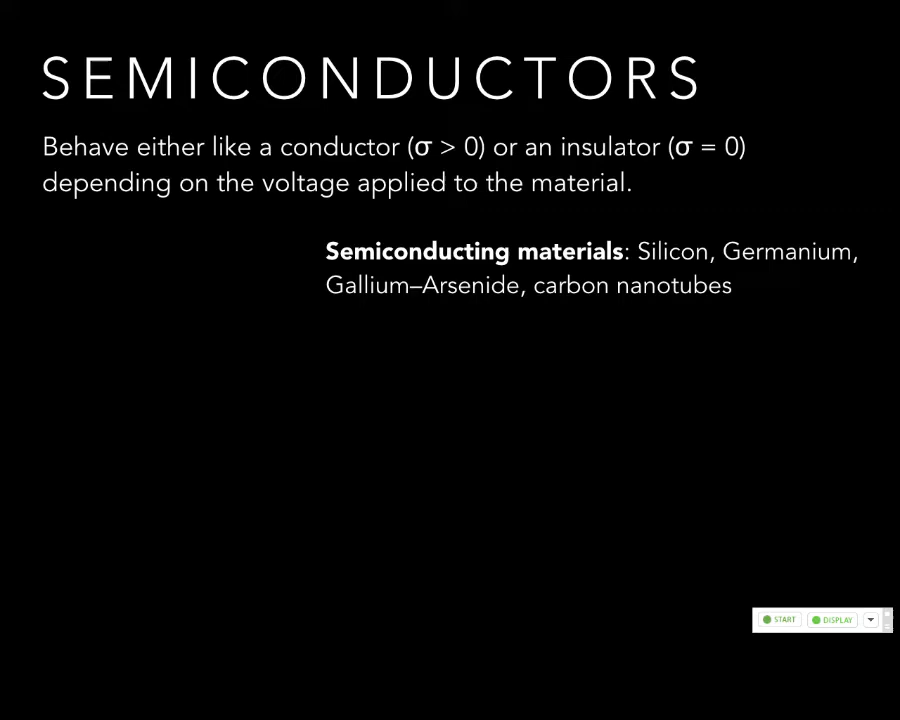 SEMICONDUCTORS
Behave either like a conductor (σ > 0) or an insulator (σ = 0)
depending on the voltage applied to the material.
Semiconducting materials: Silicon, Germanium,
Gallium–Arsenide, carbon nanotubes
START DISPLAY